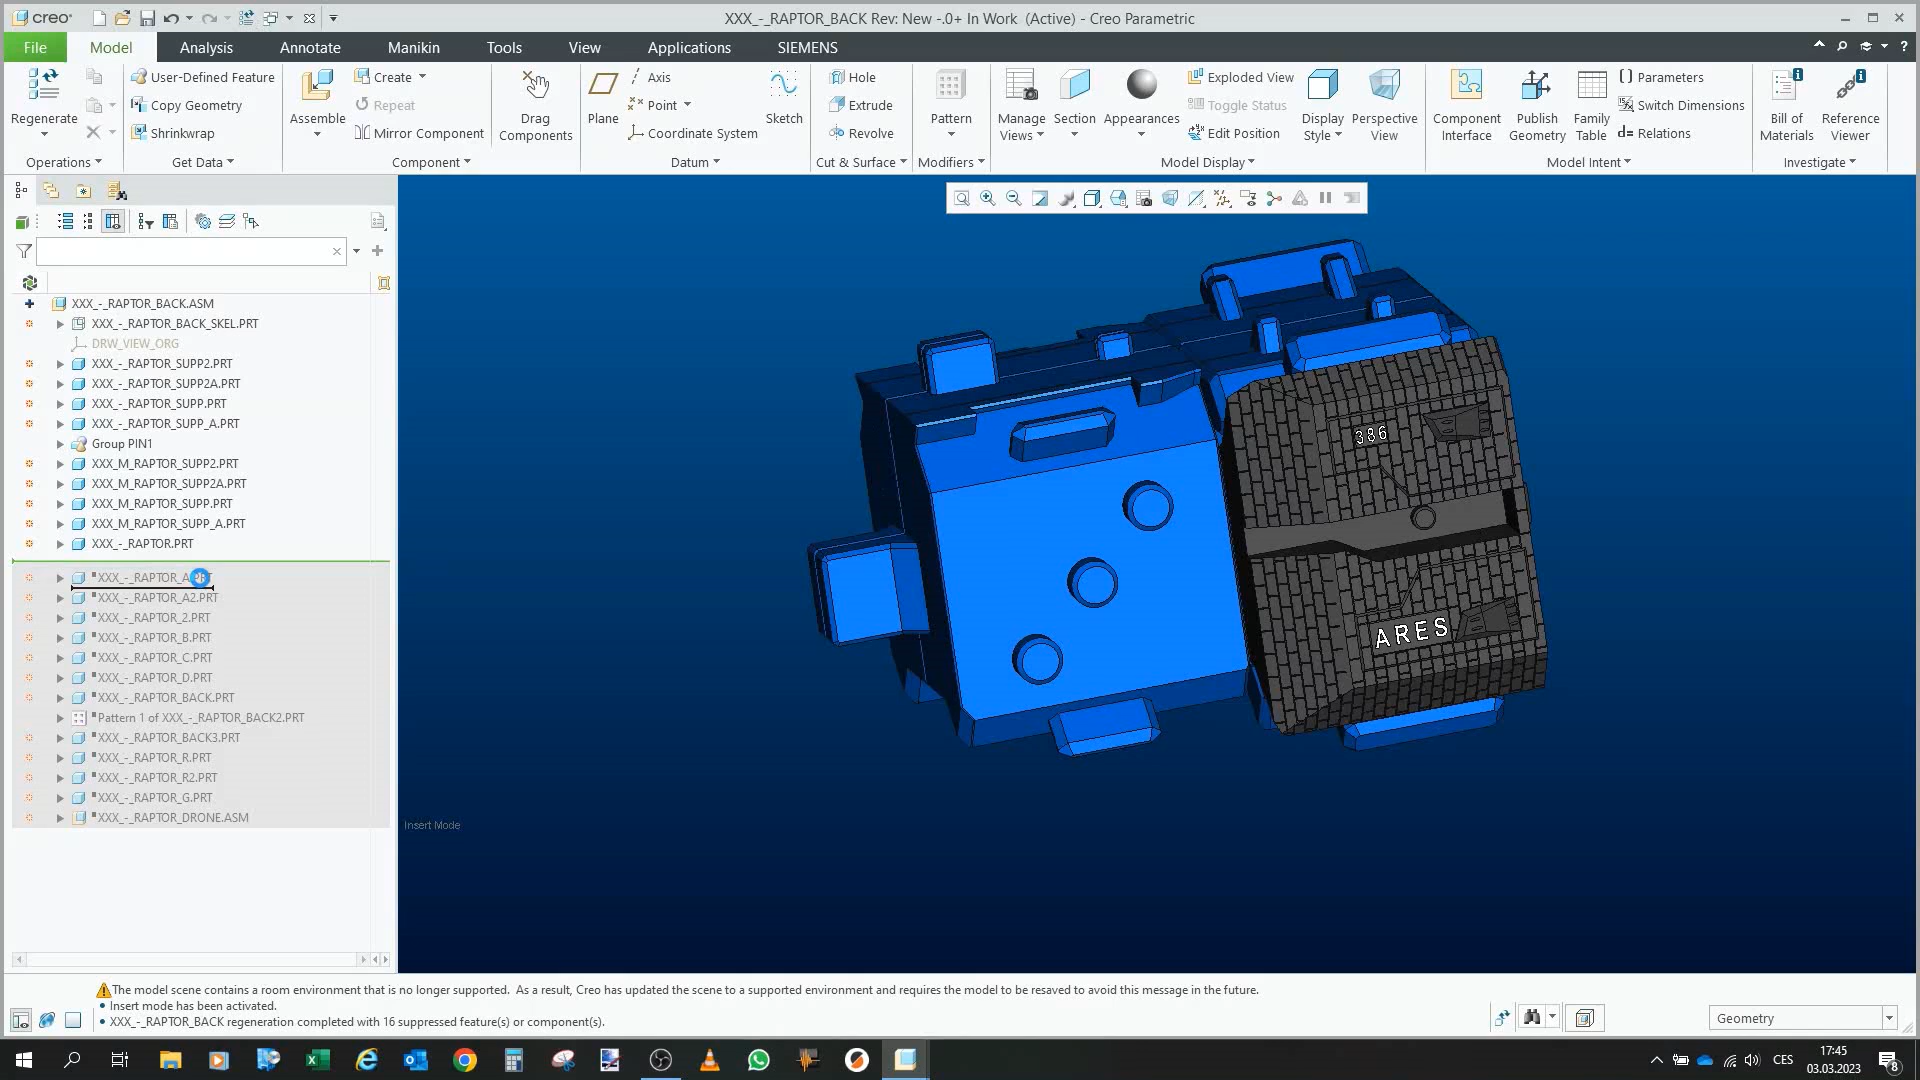 creo
XXX_-_RAPTOR_BACK Rev: New -.0+ In Work (Active) - Creo Parametric
File
Model
Analysis
Annotate
Manikin
Tools
View
Applications
SIEMENS
Regenerate
User-Defined Feature
Copy Geometry
Shrinkwrap
Assemble
Create
Repeat
Mirror Component
Drag
Components
Plane
Axis
Point
Coordinate System
Sketch
Hole
Extrude
Revolve
Pattern
Manage
Views
Section
Appearances
Exploded View
Toggle Status
Edit Position
Display
Style
Perspective
View
Component
Interface
Publish
Geometry
Family
Table
Parameters
Switch Dimensions
Relations
Bill of
Materials
Reference
Viewer
Operations
Get Data
Component
Datum
Cut & Surface
Modifiers
Model Display
Model Intent
Investigate
XXX_-_RAPTOR_BACK.ASM
XXX_-_RAPTOR_BACK_SKEL.PRT
DRW_VIEW_ORG
XXX_-_RAPTOR_SUPP2.PRT
XXX_-_RAPTOR_SUPP2A.PRT
XXX_-_RAPTOR_SUPP.PRT
XXX_-_RAPTOR_SUPP_A.PRT
Group PIN1
XXX_M_RAPTOR_SUPP2.PRT
XXX_M_RAPTOR_SUPP2A.PRT
XXX_M_RAPTOR_SUPP.PRT
XXX_M_RAPTOR_SUPP_A.PRT
XXX_-_RAPTOR.PRT
XXX_-_RAPTOR_A.PRT
XXX_-_RAPTOR_A2.PRT
XXX_-_RAPTOR_2.PRT
XXX_-_RAPTOR_B.PRT
XXX_-_RAPTOR_C.PRT
XXX_-_RAPTOR_D.PRT
XXX_-_RAPTOR_BACK.PRT
Pattern 1 of XXX_-_RAPTOR_BACK2.PRT
XXX_-_RAPTOR_BACK3.PRT
XXX_-_RAPTOR_R.PRT
XXX_-_RAPTOR_R2.PRT
XXX_-_RAPTOR_G.PRT
XXX_-_RAPTOR_DRONE.ASM
386
ARES
Insert Mode
The model scene contains a room environment that is no longer supported. As a result, Creo has updated the scene to a supported environment and requires the model to be resaved to avoid this message in the future.
• Insert mode has been activated.
• XXX_-_RAPTOR_BACK regeneration completed with 16 suppressed feature(s) or component(s).
Geometry
CES
17:45
03.03.2023
8